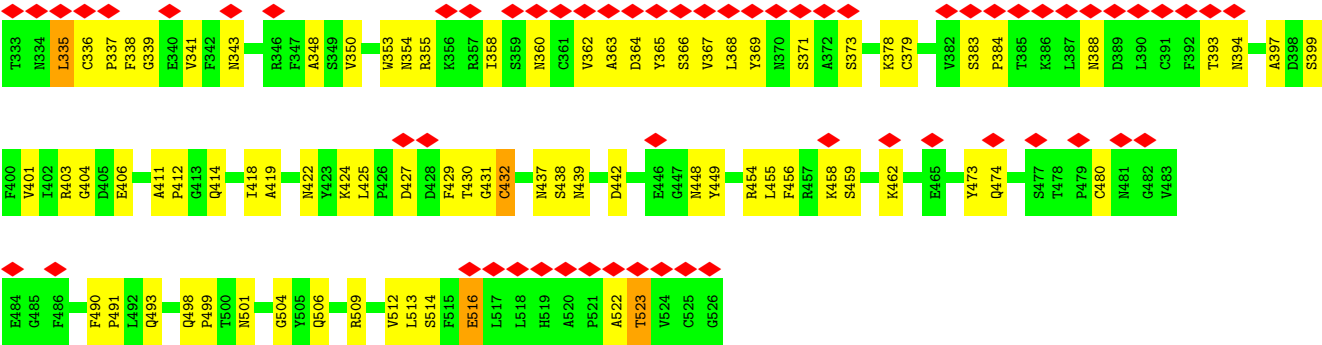 T333 N334 L335 C336 P337 F338 G339 E340 V341 F342 N343 R346 F347 A348 S349 V350 W353 N354 R355 K356 R357 I358 S359 N360 C361 V362 A363 D364 Y365 S366 V367 L368 Y369 N370 S371 A372 S373 K378 C379 V382 S383 P384 T385 K386 L387 N388 D389 L390 C391 F392 T393 N394 A397 D398 S399
F400 V401 I402 R403 G404 D405 E406 A411 P412 G413 Q414 I418 A419 N422 Y423 K424 L425 P426 D427 D428 F429 T430 G431 C432 N437 S438 N439 D442 E446 G447 N448 Y449 R454 L455 F456 R457 K458 S459 K462 E465 Y473 Q474 S477 T478 P479 C480 N481 G482 V483
E484 G485 F486 F490 P491 L492 Q493 Q498 P499 T500 N501 G504 Y505 Q506 R509 V512 L513 S514 F515 E516 L517 L518 H519 A520 P521 A522 T523 V524 C525 G526